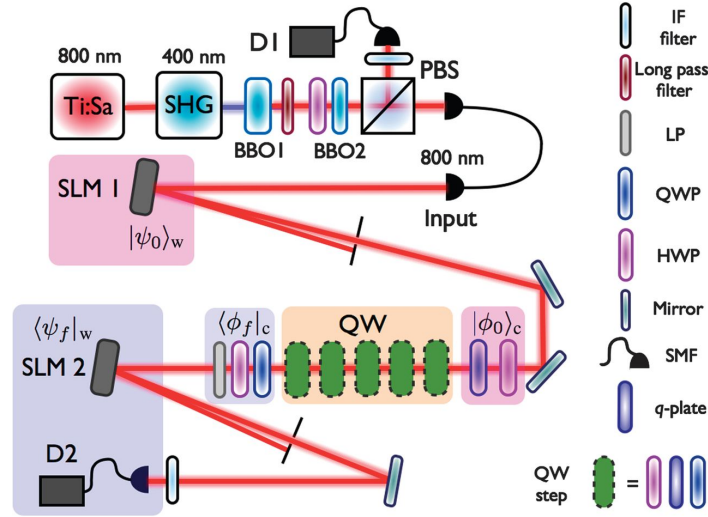 800 nm
400 nm
D1
PBS
Ti:Sa
SHG
BBO1
BBO2
800 nm
SLM 1
Input
|ψ₀⟩w
⟨ψf|w
SLM 2
⟨ϕf|c
QW
|ϕ₀⟩c
D2
IF
filter
Long pass
filter
LP
QWP
HWP
Mirror
SMF
q-plate
QW
step
=